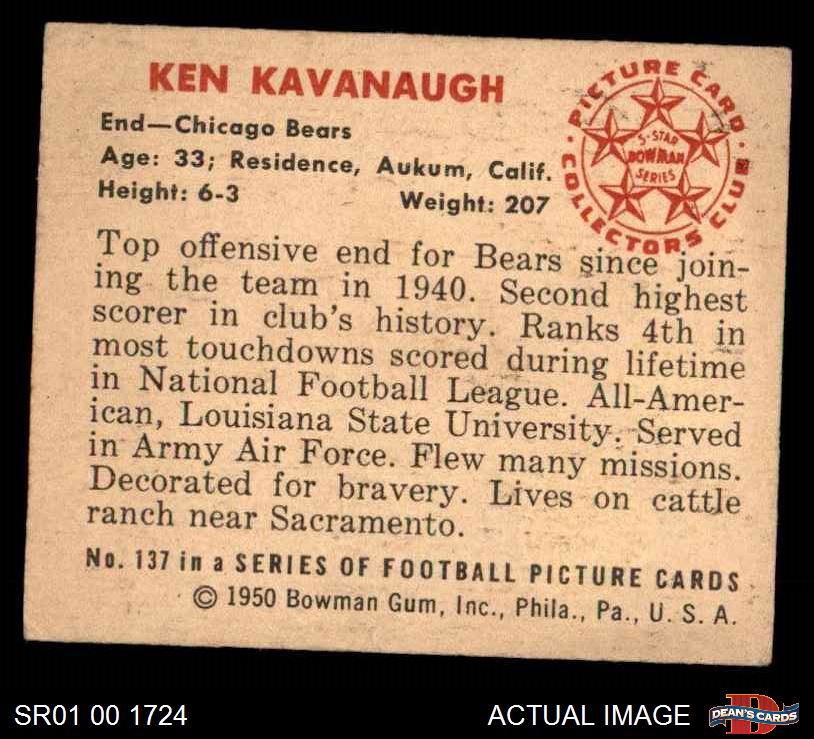 KEN KAVANAUGH
End—Chicago Bears
Age: 33; Residence, Aukum, Calif.
Height: 6-3 Weight: 207
PICTURE CARD COLLECTORS CLUB
5-STAR
BOWMAN
SERIES
Top offensive end for Bears since join-
ing the team in 1940. Second highest
scorer in club's history. Ranks 4th in
most touchdowns scored during lifetime
in National Football League. All-Amer-
ican, Louisiana State University. Served
in Army Air Force. Flew many missions.
Decorated for bravery. Lives on cattle
ranch near Sacramento.
No. 137 in a SERIES OF FOOTBALL PICTURE CARDS
© 1950 Bowman Gum, Inc., Phila., Pa., U. S. A.
SR01 00 1724
ACTUAL IMAGE
D
DEAN'S CARDS